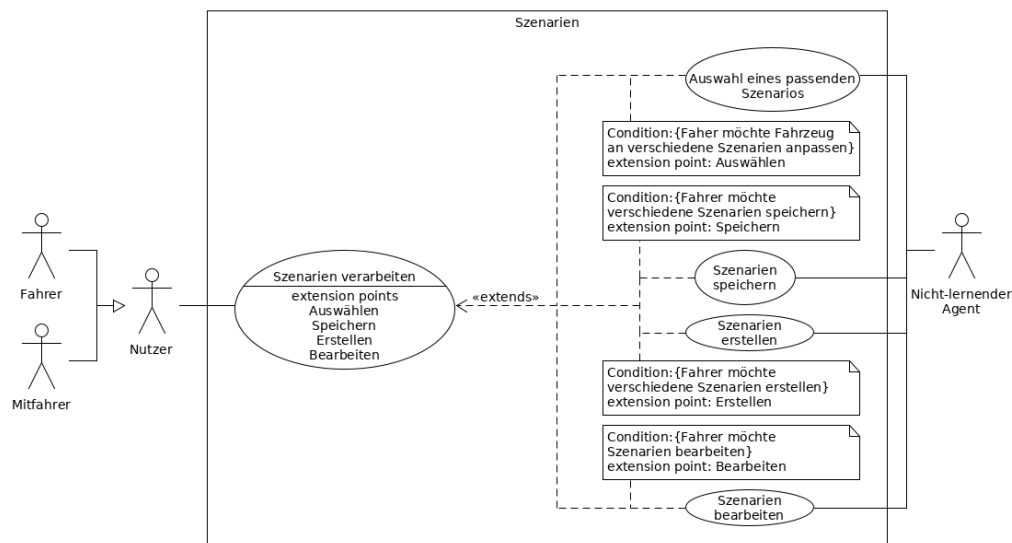 Szenarien
Auswahl eines passenden
Szenarios
Condition:{Faher möchte Fahrzeug
an verschiedene Szenarien anpassen}
extension point: Auswählen
Condition:{Fahrer möchte
verschiedene Szenarien speichern}
extension point: Speichern
Fahrer
Szenarien verarbeiten
extension points
Auswählen
Speichern
Erstellen
Bearbeiten
«extends»
Szenarien
speichern
Nicht-lernender
Agent
Nutzer
Szenarien
erstellen
Mitfahrer
Condition:{Fahrer möchte
verschiedene Szenarien erstellen}
extension point: Erstellen
Condition:{Fahrer möchte
Szenarien bearbeiten}
extension point: Bearbeiten
Szenarien
bearbeiten